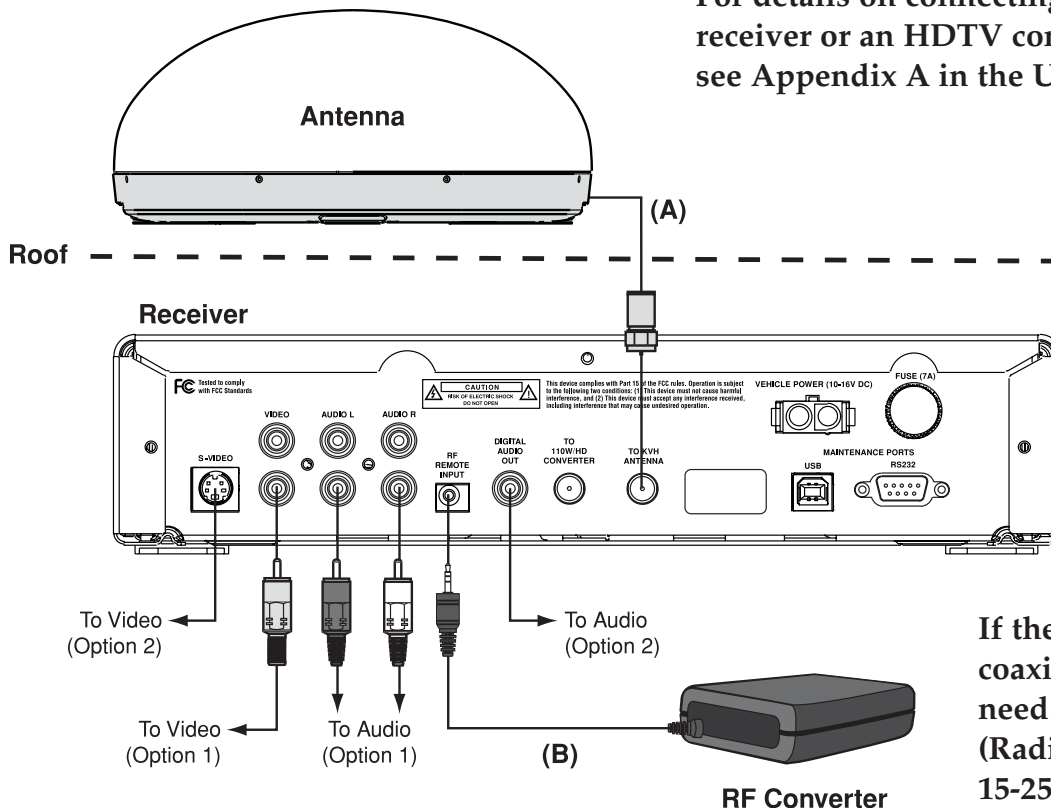 For details on connecting
receiver or an HDTV con
see Appendix A in the U
Antenna
(A)
Roof
Receiver
FC Tested to comply
with FCC Standards
CAUTION
RISK OF ELECTRIC SHOCK
DO NOT OPEN
This device complies with Part 15 of the FCC rules. Operation is subject
to the following two conditions: (1) This device must not cause harmful
interference, and (2) This device must accept any interference received,
including interference that may cause undesired operation.
VEHICLE POWER (10-16V DC)
FUSE (7A)
VIDEO
AUDIO L
AUDIO R
S-VIDEO
RF
REMOTE
INPUT
DIGITAL
AUDIO
OUT
TO
110W/HD
CONVERTER
TO KVH
ANTENNA
MAINTENANCE PORTS
USB
RS232
To Video
(Option 2)
To Audio
(Option 2)
To Video
(Option 1)
To Audio
(Option 1)
(B)
RF Converter
If the
coaxi
need
(Radi
15-25